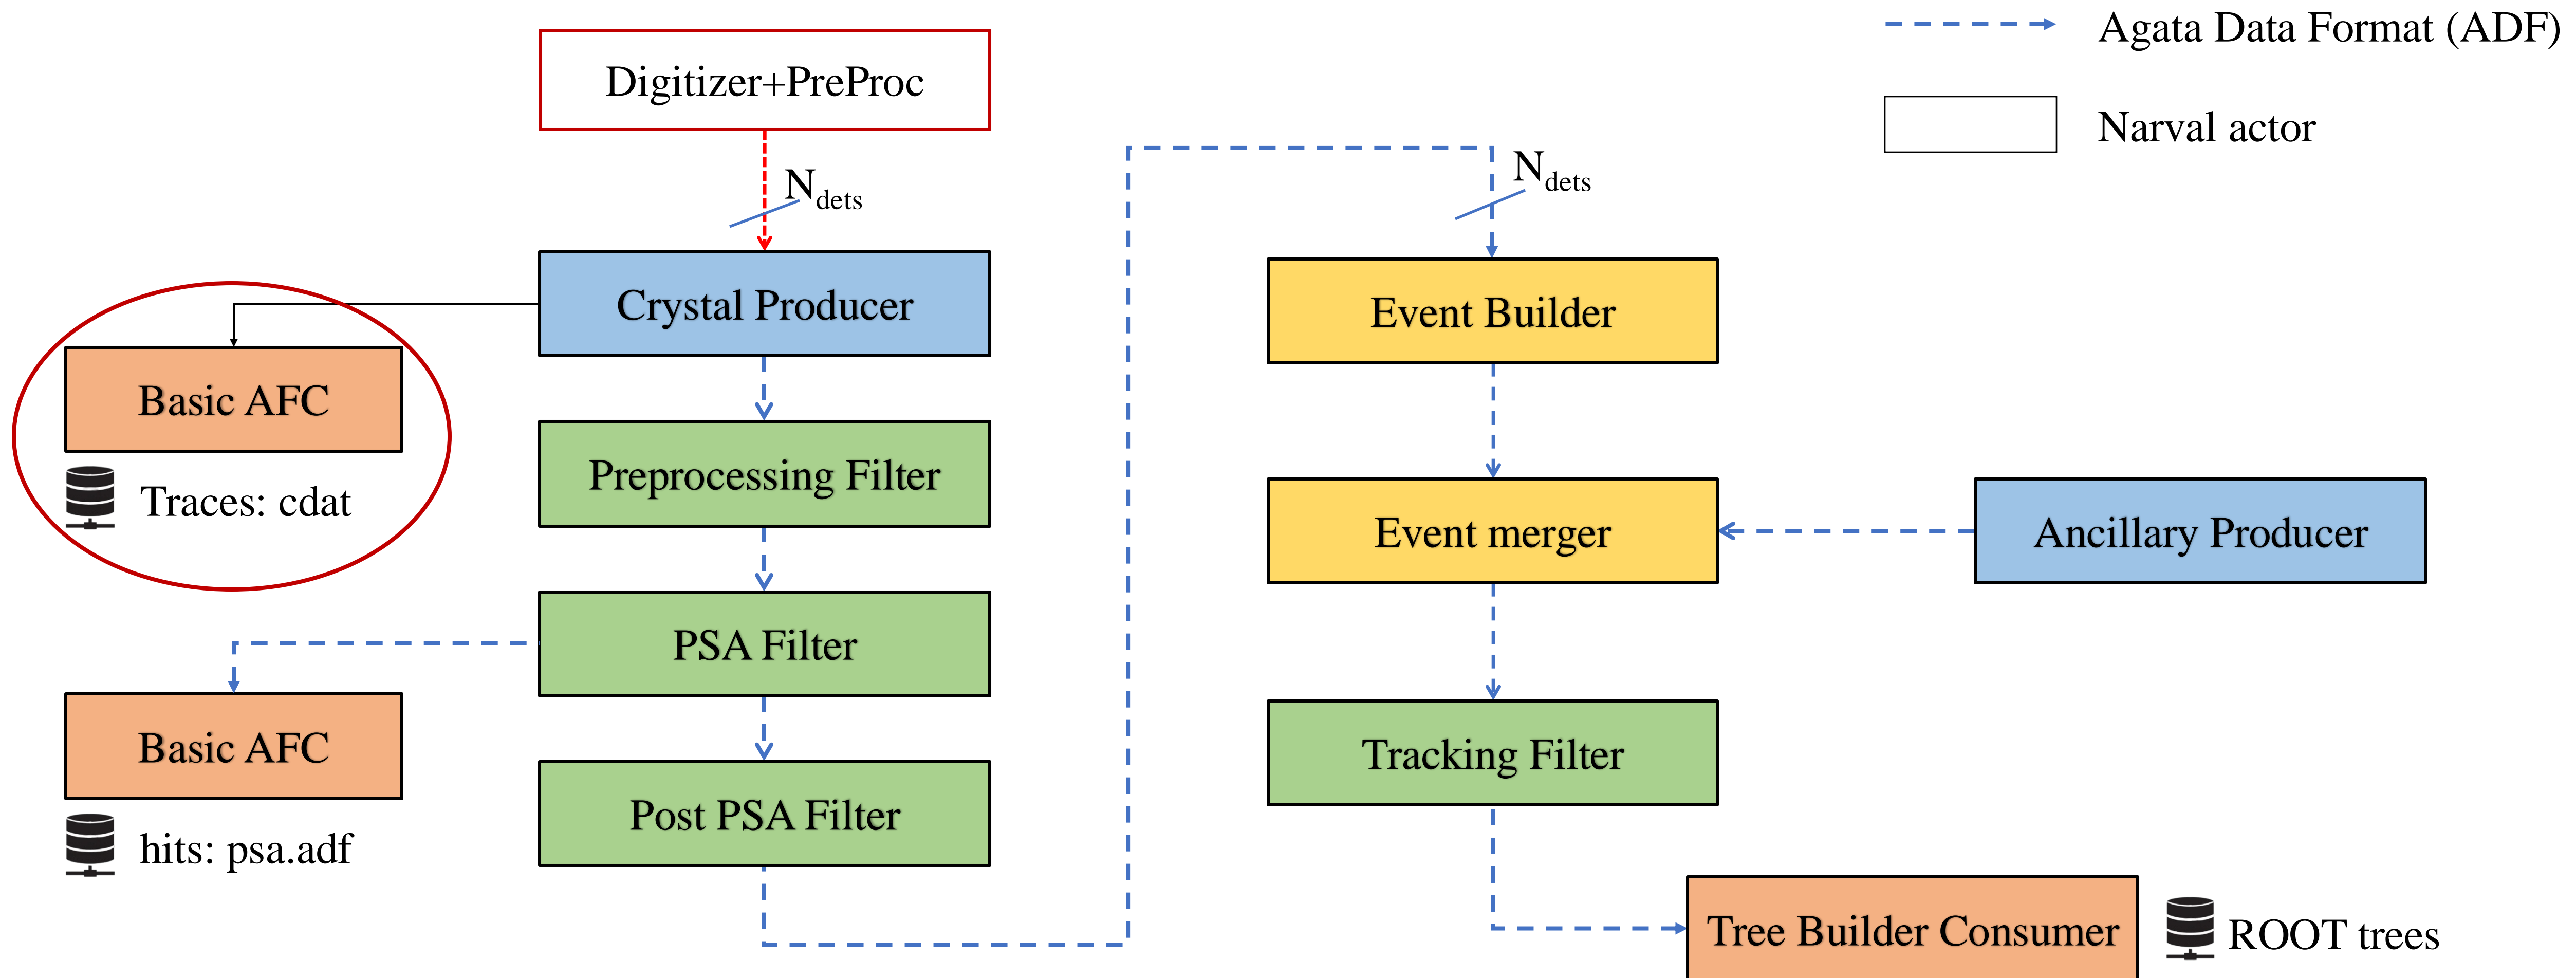 Agata Data Format (ADF)
Narval actor
Digitizer+PreProc
Ndets
Crystal Producer
Basic AFC
Traces: cdat
Preprocessing Filter
PSA Filter
Basic AFC
hits: psa.adf
Post PSA Filter
Ndets
Event Builder
Event merger
Ancillary Producer
Tracking Filter
Tree Builder Consumer
ROOT trees